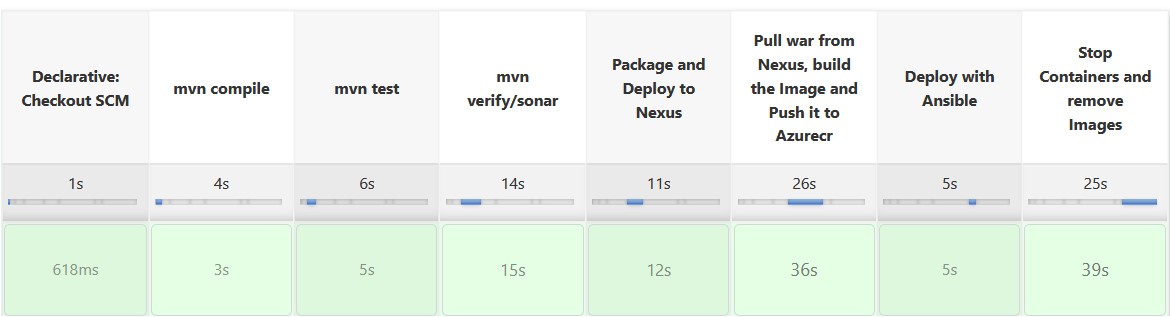 Declarative:
Checkout SCM
mvn compile
mvn test
mvn
verify/sonar
Package and
Deploy to
Nexus
Pull war from
Nexus, build
the Image and
Push it to
Azurecr
Deploy with
Ansible
Stop
Containers and
remove
Images
1s
4s
6s
14s
11s
26s
5s
25s
618ms
3s
5s
15s
12s
36s
5s
39s